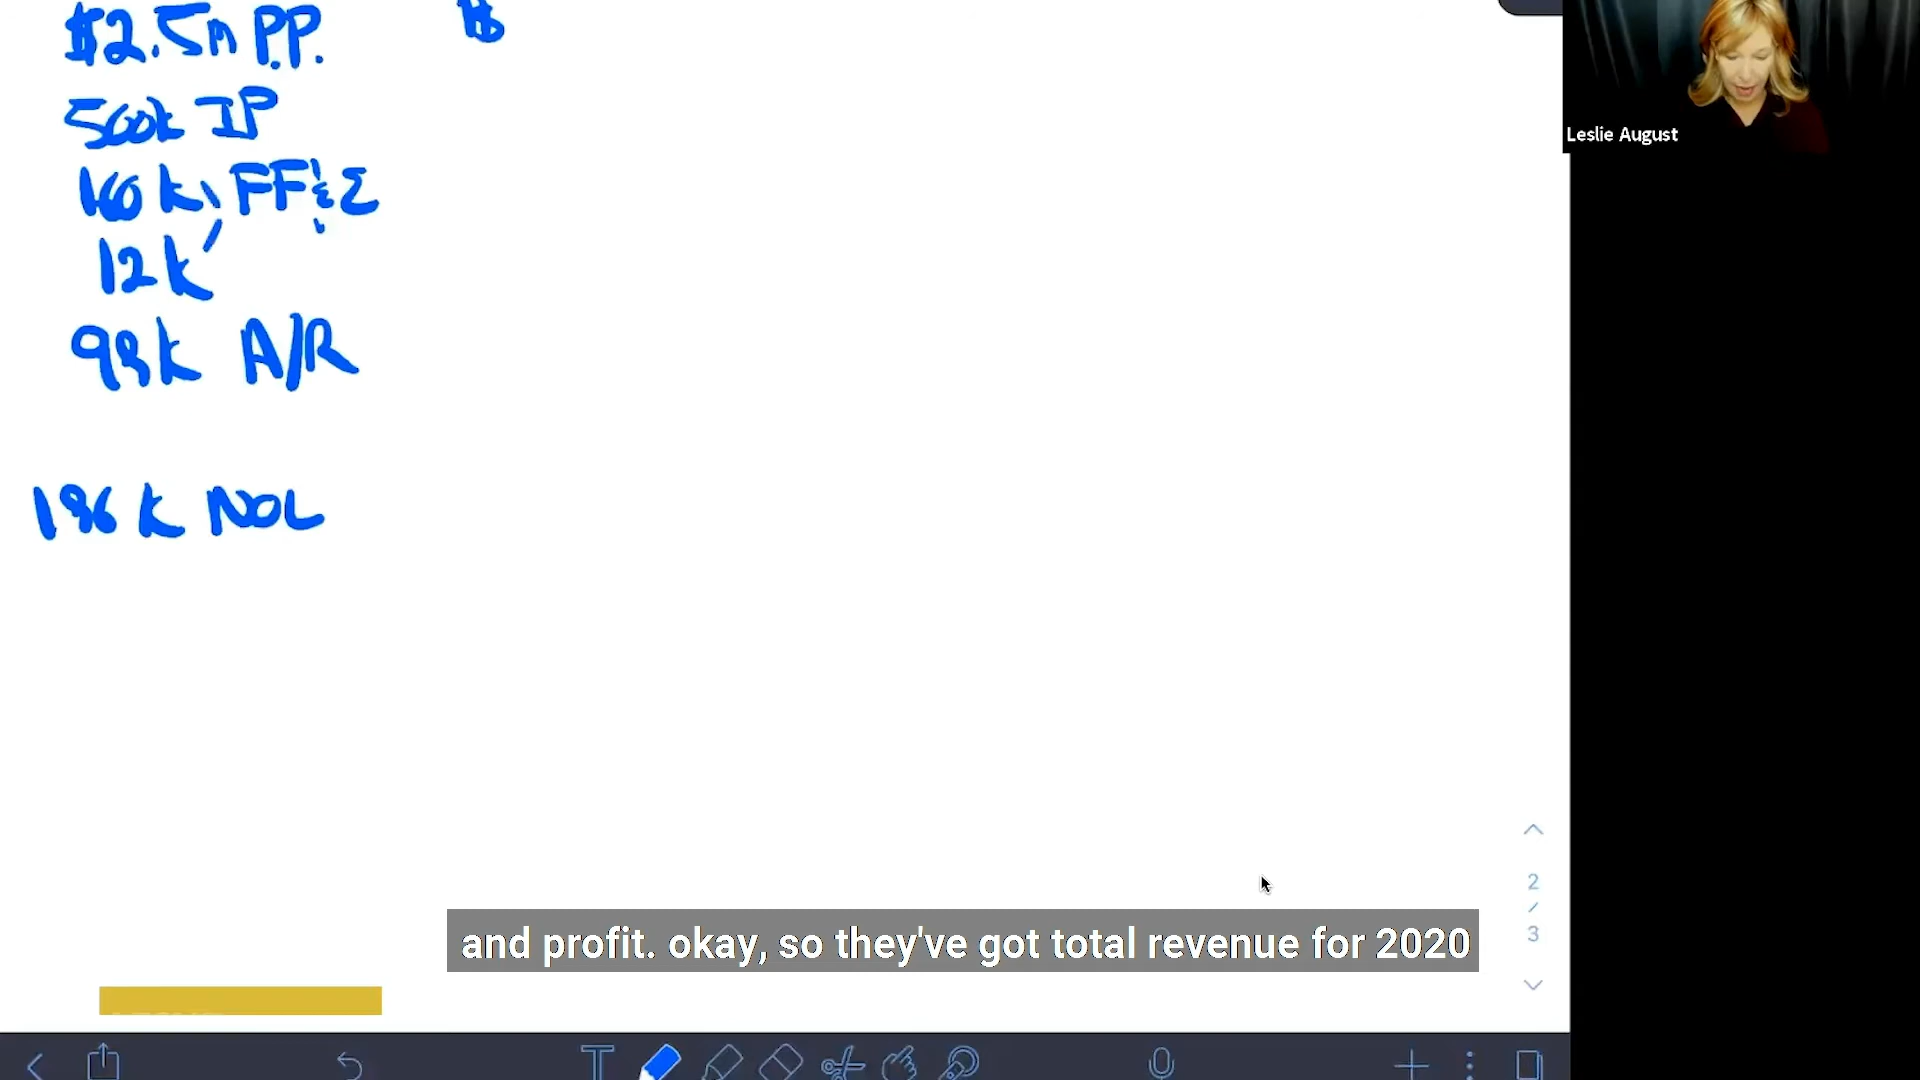 $2.5m P.P.
500k IP
160k, FF&E
12k
98k A/R
186k NOL
Leslie August
2
/
3
and profit. okay, so they've got total revenue for 2020